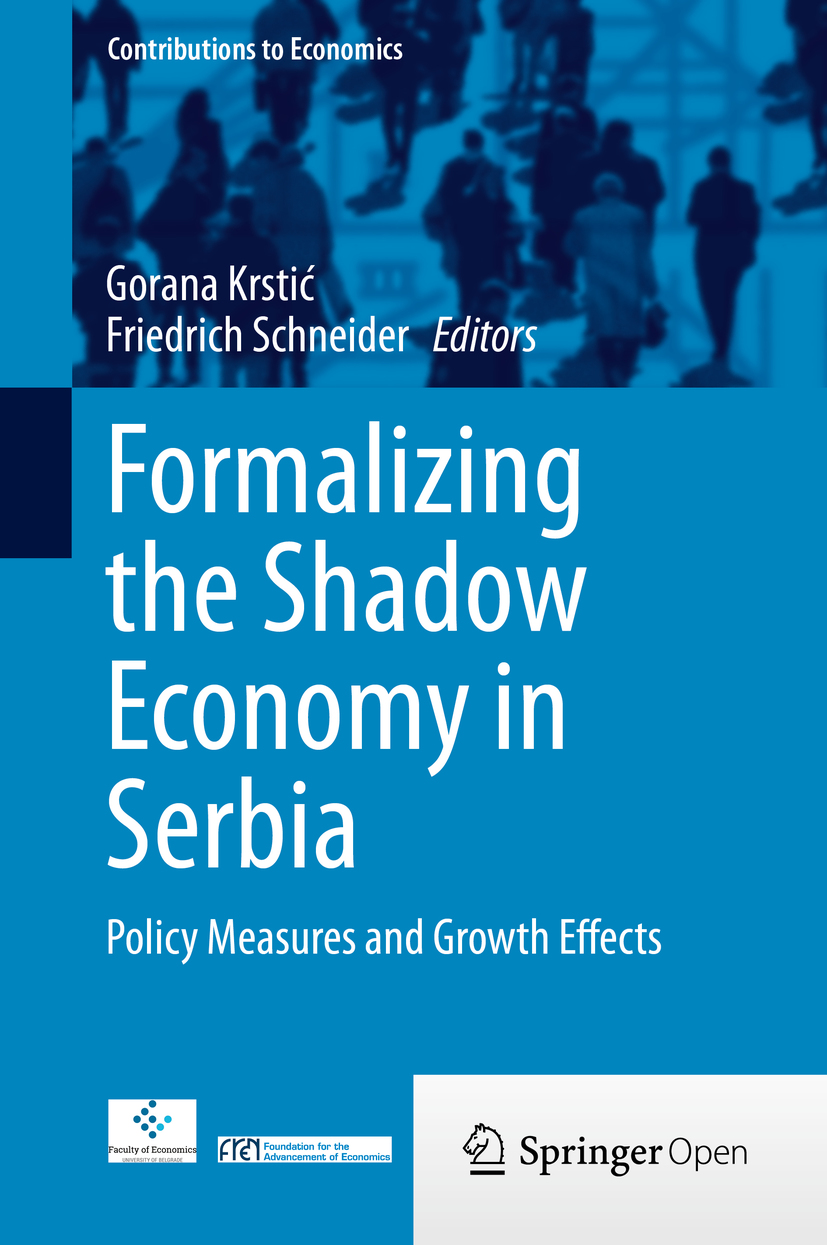 Contributions to Economics
Gorana Krstić
Friedrich Schneider Editors
Formalizing
the Shadow
Economy in
Serbia
Policy Measures and Growth Effects
Faculty of Economics
UNIVERSITY OF BELGRADE
FREN
Foundation for the
Advancement of Economics
Springer Open